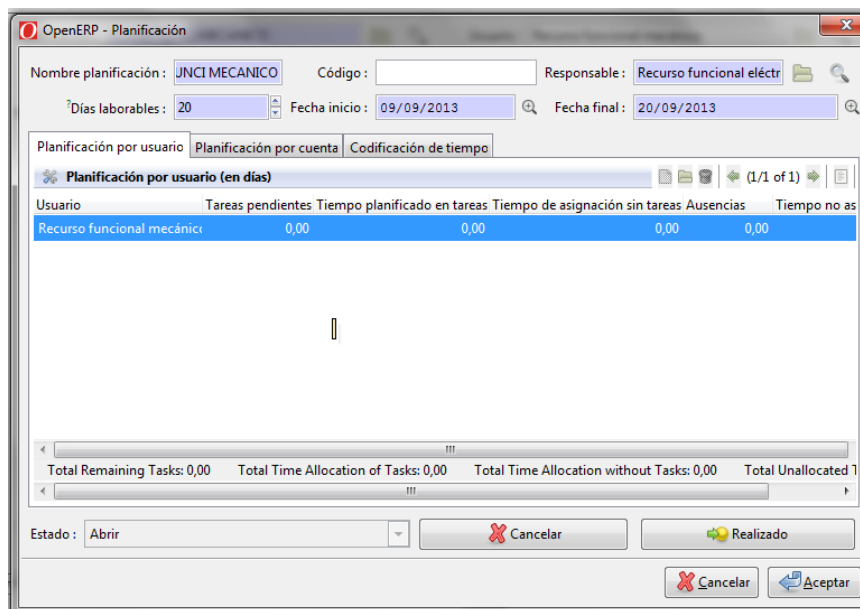 OpenERP - Planificación
Nombre planificación : UNCI MECANICO Código : Responsable : Recurso funcional eléctr
?Días laborables : 20 Fecha inicio : 09/09/2013 Fecha final : 20/09/2013
Planificación por usuario Planificación por cuenta Codificación de tiempo
Planificación por usuario (en días) (1/1 of 1)
Usuario Tareas pendientes Tiempo planificado en tareas Tiempo de asignación sin tareas Ausencias Tiempo no as
Recurso funcional mecánico 0,00 0,00 0,00 0,00
Total Remaining Tasks: 0,00 Total Time Allocation of Tasks: 0,00 Total Time Allocation without Tasks: 0,00 Total Unallocated T
Estado : Abrir Cancelar Realizado
Cancelar Aceptar